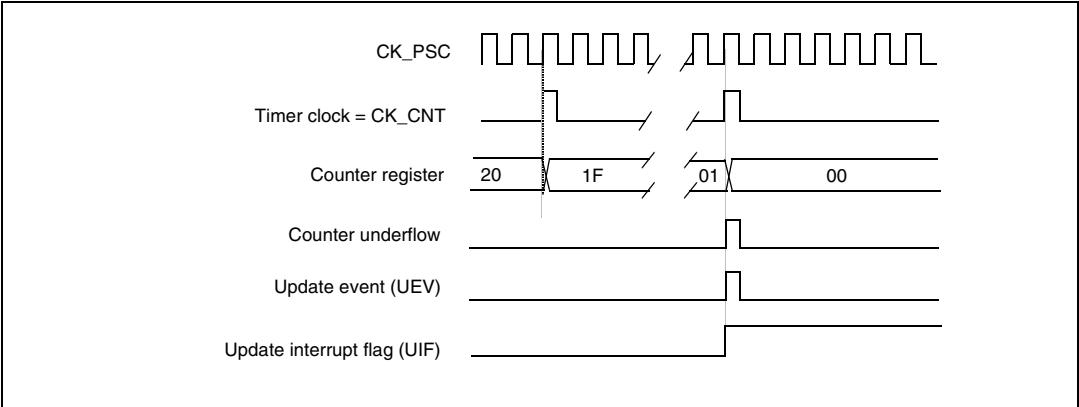 CK_PSC
Timer clock = CK_CNT
Counter register 20 1F 01 00
Counter underflow
Update event (UEV)
Update interrupt flag (UIF)